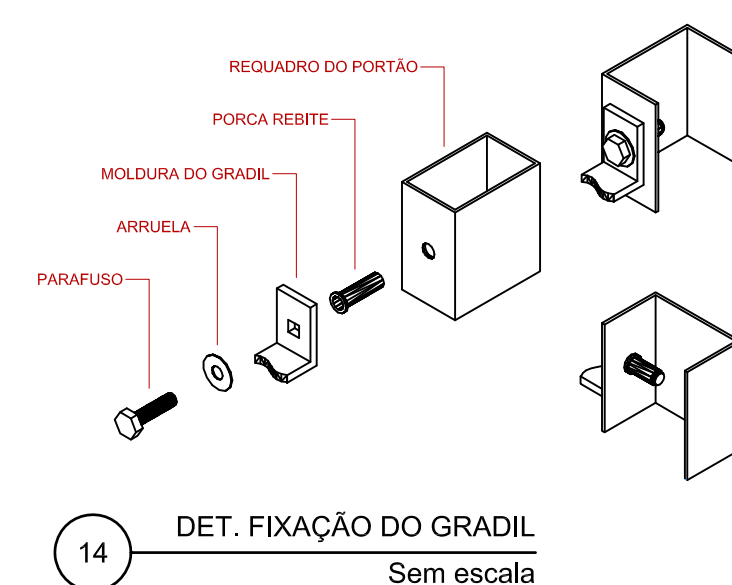 REQUADRO DO PORTÃO
PORCA REBITE
MOLDURA DO GRADIL
ARRUELA
PARAFUSO
14
DET. FIXAÇÃO DO GRADIL
Sem escala